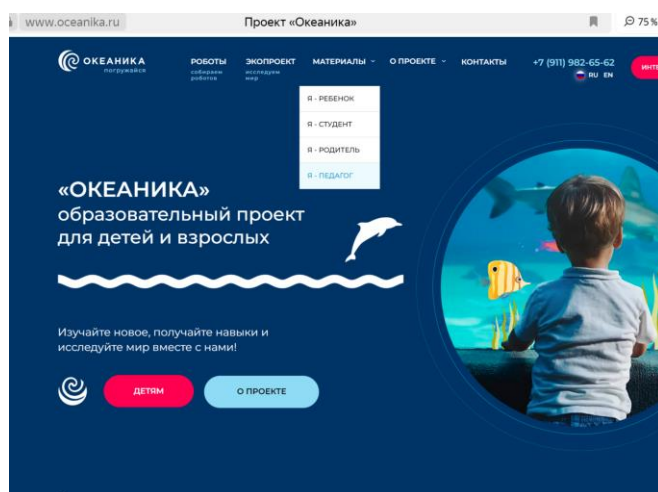 www.oceanika.ru Проект «Океаника» 75 %
ОКЕАНИКА
погружайся
РОБОТЫ
собираем
роботов
ЭКОПРОЕКТ
исследуем
мир
МАТЕРИАЛЫ
О ПРОЕКТЕ
КОНТАКТЫ
+7 (911) 982-65-62
RU EN
ИНТЕ
Я - РЕБЕНОК
Я - СТУДЕНТ
Я - РОДИТЕЛЬ
Я - ПЕДАГОГ
«ОКЕАНИКА»
образовательный проект
для детей и взрослых
Изучайте новое, получайте навыки и
исследуйте мир вместе с нами!
ДЕТЯМ
О ПРОЕКТЕ